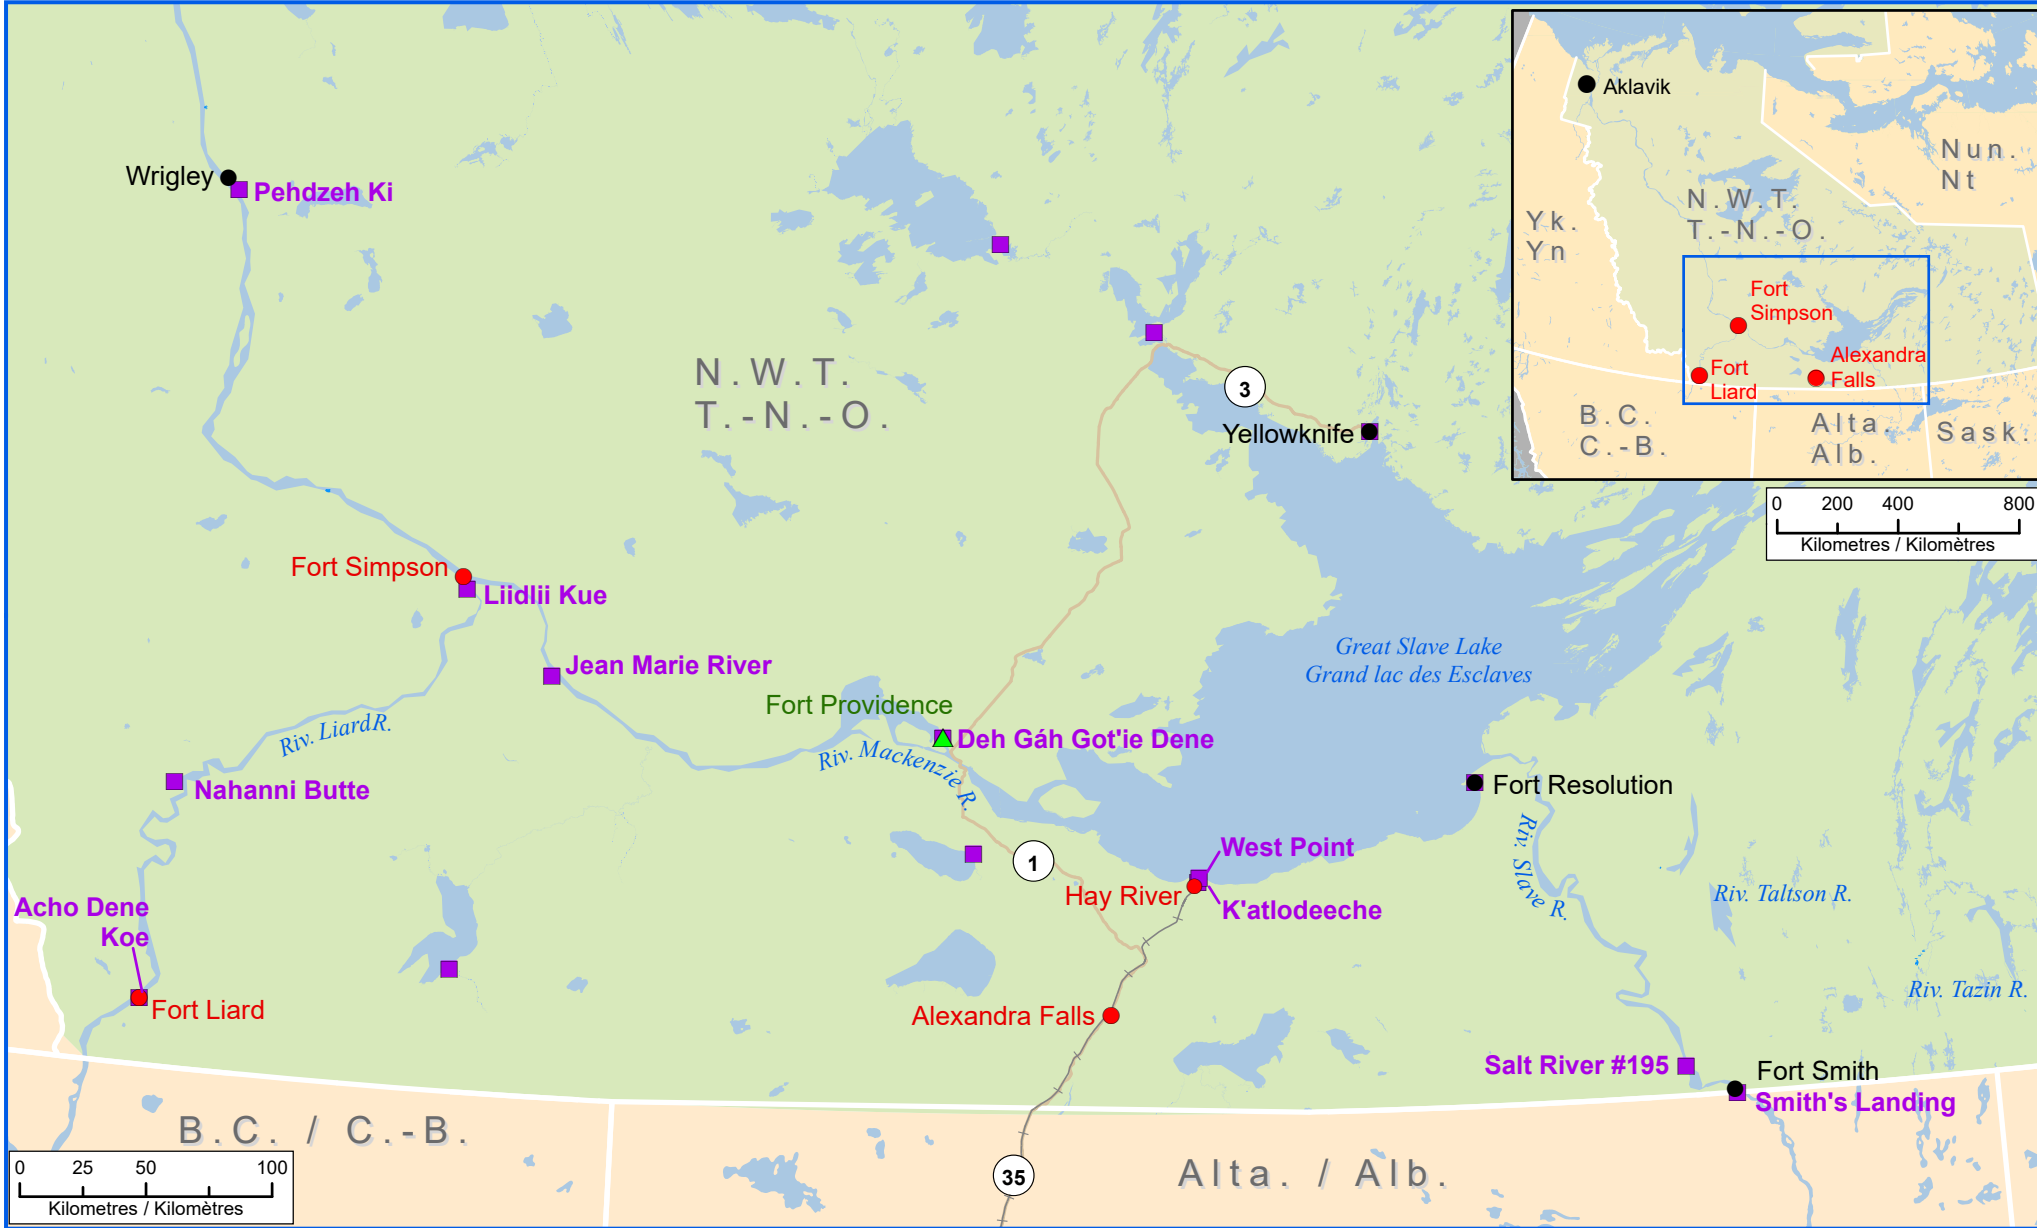 Wrigley
Pehdzeh Ki
N.W.T.
T.-N.-O.
3
Yellowknife
Fort Simpson
Liidlii Kue
Jean Marie River
Fort Providence
Deh Gáh Got'ie Dene
Great Slave Lake
Grand lac des Esclaves
Riv. Liard R.
Riv. Mackenzie R.
Nahanni Butte
Fort Resolution
Riv. Slave R.
1
West Point
Hay River
K'atlodeeche
Riv. Taltson R.
Acho Dene
Koe
Fort Liard
Alexandra Falls
Riv. Tazin R.
Salt River #195
Fort Smith
Smith's Landing
B.C. / C.-B.
Alta. / Alb.
35
0 25 50 100
Kilometres / Kilomètres
Aklavik
Nun.
Nt
N.W.T.
T.-N.-O.
Yk.
Yn
Fort
Simpson
Alexandra
Falls
Fort
Liard
B.C.
C.-B.
Alta.
Alb.
Sask.
0 200 400 800
Kilometres / Kilomètres